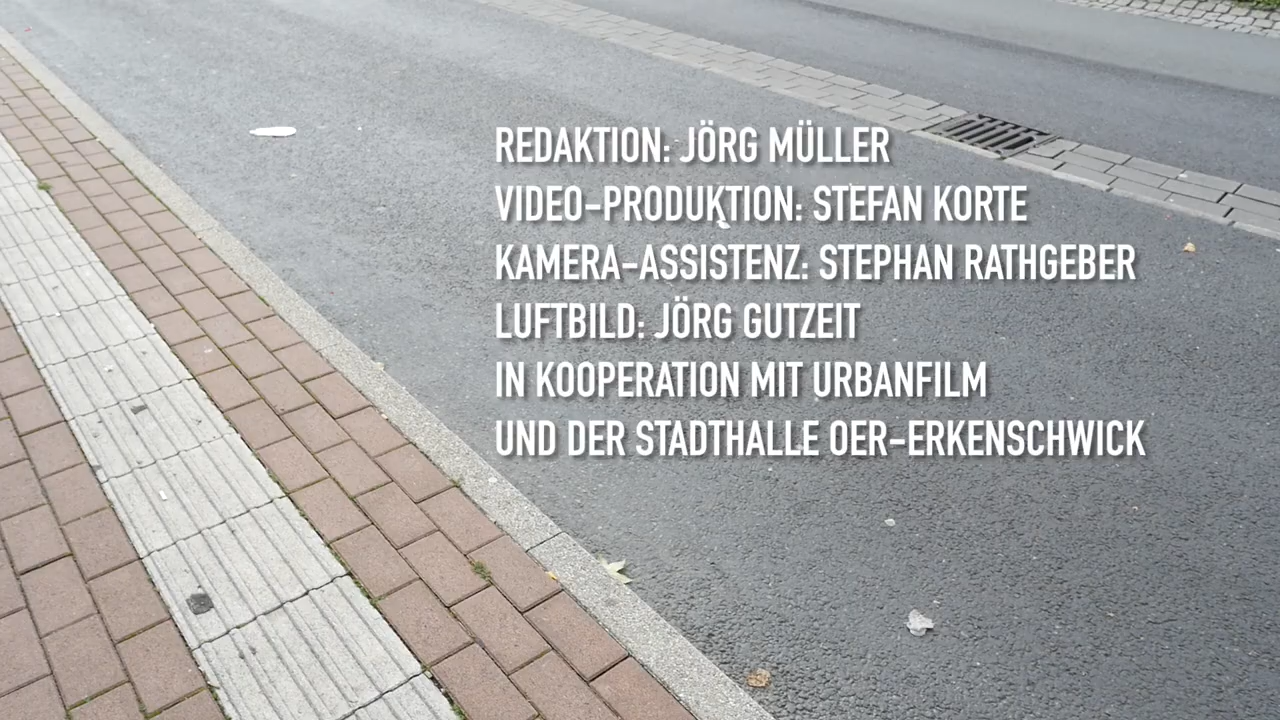 REDAKTION: JÖRG MÜLLER
VIDEO-PRODUKTION: STEFAN KORTE
KAMERA-ASSISTENZ: STEPHAN RATHGEBER
LUFTBILD: JÖRG GUTZEIT
IN KOOPERATION MIT URBANFILM
UND DER STADTHALLE OER-ERKENSCHWICK